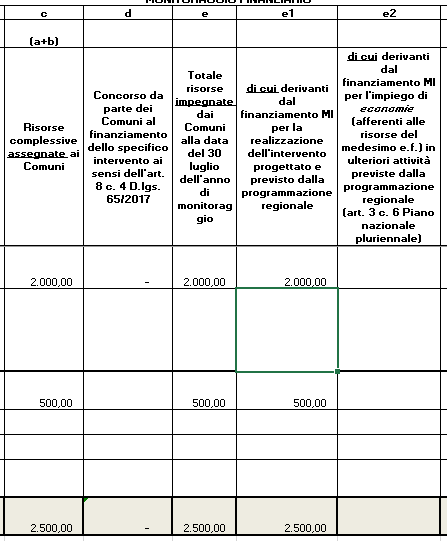 MONITORAGGIO FINANZIARIO
c d e e1 e2
(a+b)
Risorse
complessive
assegnate ai
Comuni
Concorso da
parte dei
Comuni al
finanziamento
dello specifico
intervento ai
sensi dell'art.
8 c. 4 D.lgs.
65/2017
Totale
risorse
impegnate
dai
Comuni
alla data
del 30
luglio
dell'anno
di
monitorag
gio
di cui derivanti
dal
finanziamento MI
per la
realizzazione
dell'intervento
progettato e
previsto dalla
programmazione
regionale
di cui derivanti
dal
finanziamento MI
per l'impiego di
economie
(afferenti alle
risorse del
medesimo e.f.) in
ulteriori attività
previste dalla
programmazione
regionale
(art. 3 c. 6 Piano
nazionale
pluriennale)
2.000,00 - 2.000,00 2.000,00
500,00 500,00 500,00
2.500,00 - 2.500,00 2.500,00